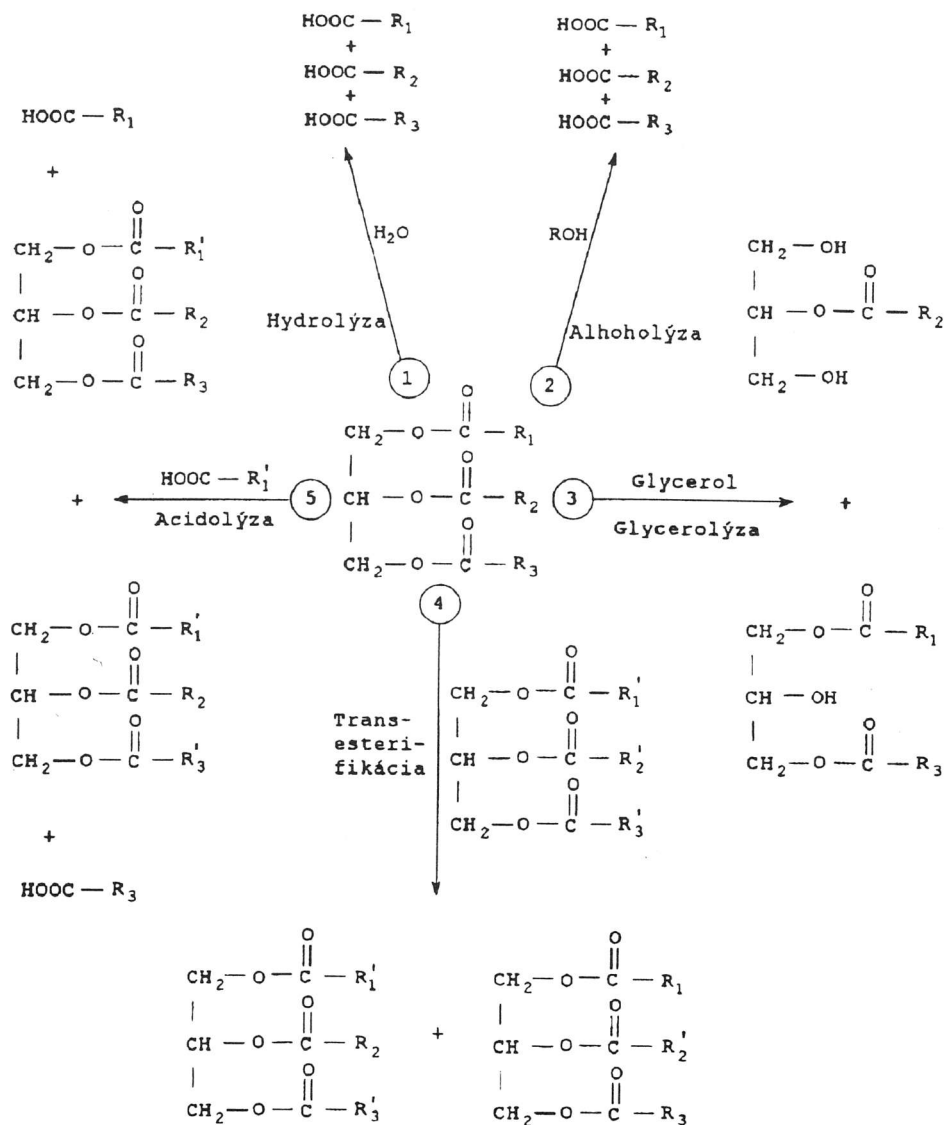 HOOC — R₁
+
HOOC — R₂
+
HOOC — R₃
HOOC — R₁
+
HOOC — R₂
+
HOOC — R₃
HOOC — R₁
+
O
CH₂ — O — C — R₁'
O
CH — O — C — R₂
O
CH₂ — O — C — R₃
H₂O
Hydrolýza
1
ROH
Alhoholýza
2
CH₂ — OH
O
CH — O — C — R₂
CH₂ — OH
O
CH₂ — O — C — R₁
O
CH — O — C — R₂
O
CH₂ — O — C — R₃
+
HOOC — R₁'
Acidolýza
5
3
Glycerol
Glycerolýza
+
4
O
CH₂ — O — C — R₁'
O
CH — O — C — R₂
O
CH₂ — O — C — R₃'
+
HOOC — R₃
Trans-
esteri-
fikácia
O
CH₂ — O — C — R₁'
O
CH — O — C — R₂'
O
CH₂ — O — C — R₃'
O
CH₂ — O — C — R₁
CH — OH
O
CH₂ — O — C — R₃
O
CH₂ — O — C — R₁'
O
CH — O — C — R₂
O
CH₂ — O — C — R₃'
+
O
CH₂ — O — C — R₁
O
CH — O — C — R₂'
O
CH₂ — O — C — R₃